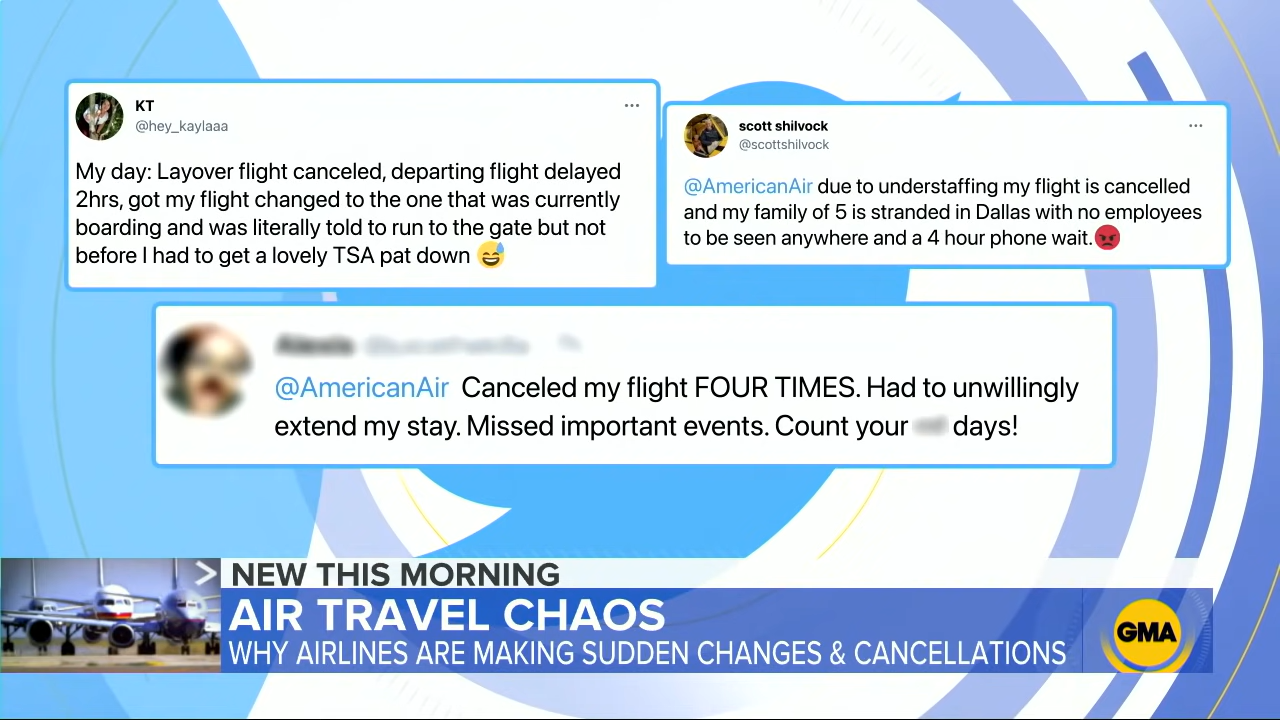 KT
@hey_kaylaaa
My day: Layover flight canceled, departing flight delayed
2hrs, got my flight changed to the one that was currently
boarding and was literally told to run to the gate but not
before I had to get a lovely TSA pat down 😅
scott shilvock
@scottshilvock
@AmericanAir due to understaffing my flight is cancelled
and my family of 5 is stranded in Dallas with no employees
to be seen anywhere and a 4 hour phone wait.😡
@AmericanAir Canceled my flight FOUR TIMES. Had to unwillingly
extend my stay. Missed important events. Count your days!
NEW THIS MORNING
AIR TRAVEL CHAOS
WHY AIRLINES ARE MAKING SUDDEN CHANGES & CANCELLATIONS
GMA